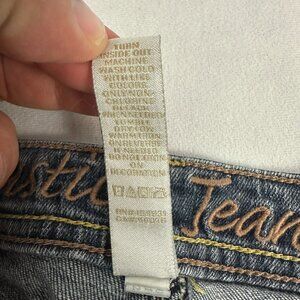 TURN
INSIDE OUT
MACHINE
WASH COLD
WITH LIKE
COLORS
ONLY NON-
CHLORINE
BLEACH
WHEN NEEDED
TUMBLE
DRY LOW
WARM IRON
ON REVERSE
IF NEEDED
DO NOT IRON
ON
DECORATION
Jean